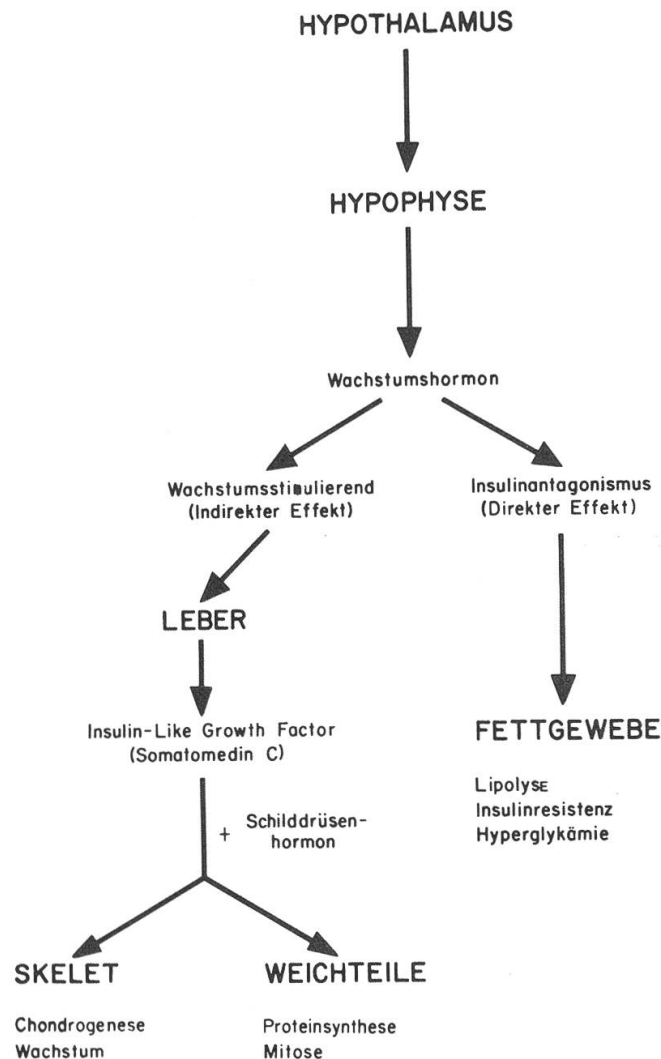 HYPOTHALAMUS
HYPOPHYSE
Wachstumshormon
Wachstumsstimulierend
(Indirekter Effekt)
Insulinantagonismus
(Direkter Effekt)
LEBER
Insulin-Like Growth Factor
(Somatomedin C)
+ Schilddrüsen-
hormon
FETTGEWEBE
Lipolyse
Insulinresistenz
Hyperglykämie
SKELET
Chondrogenese
Wachstum
WEICHTEILE
Proteinsynthese
Mitose